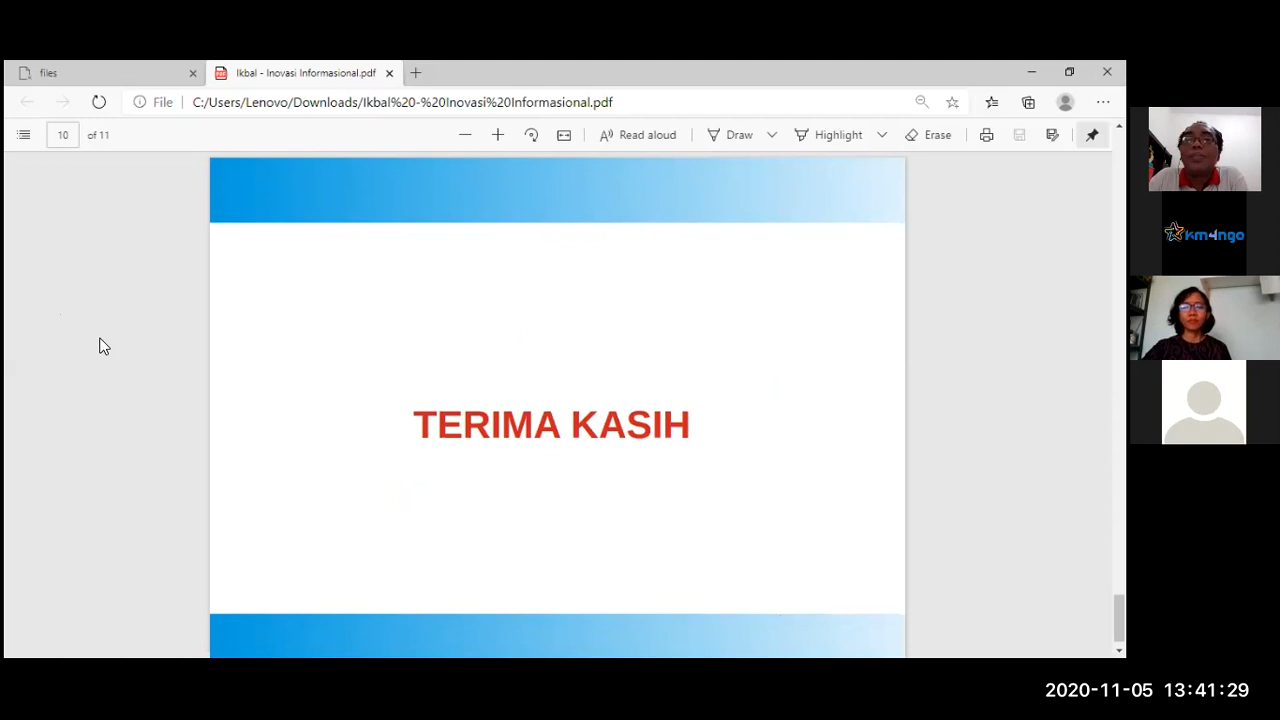 files
Ikbal - Inovasi Informasional.pdf
File
C:/Users/Lenovo/Downloads/Ikbal%20-%20Inovasi%20Informasional.pdf
10 of 11
Read aloud
Draw
Highlight
Erase
TERIMA KASIH
km4ngo
2020-11-05 13:41:29